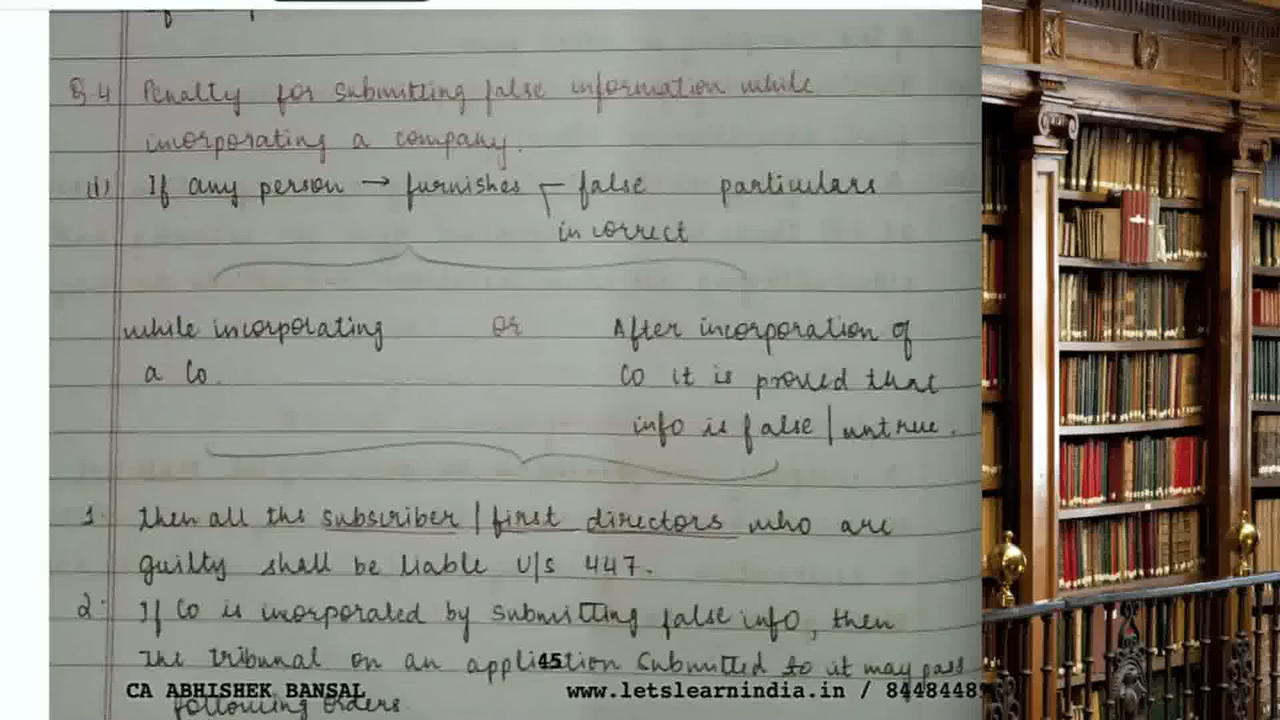 Q.4 Penalty for submitting false information while
incorporating a company.
(1) If any person → furnishes false particulars
incorrect
while incorporating or After incorporation of
a Co. Co it is proved that
info is false / untrue.
1. then all the subscriber / first directors who are
guilty shall be liable U/s 447.
2. If Co is incorporated by submitting false info, then
The tribunal on an application submitted to it may pass
45
CA ABHISHEK BANSAL www.letslearnindia.in / 8448448
following orders.